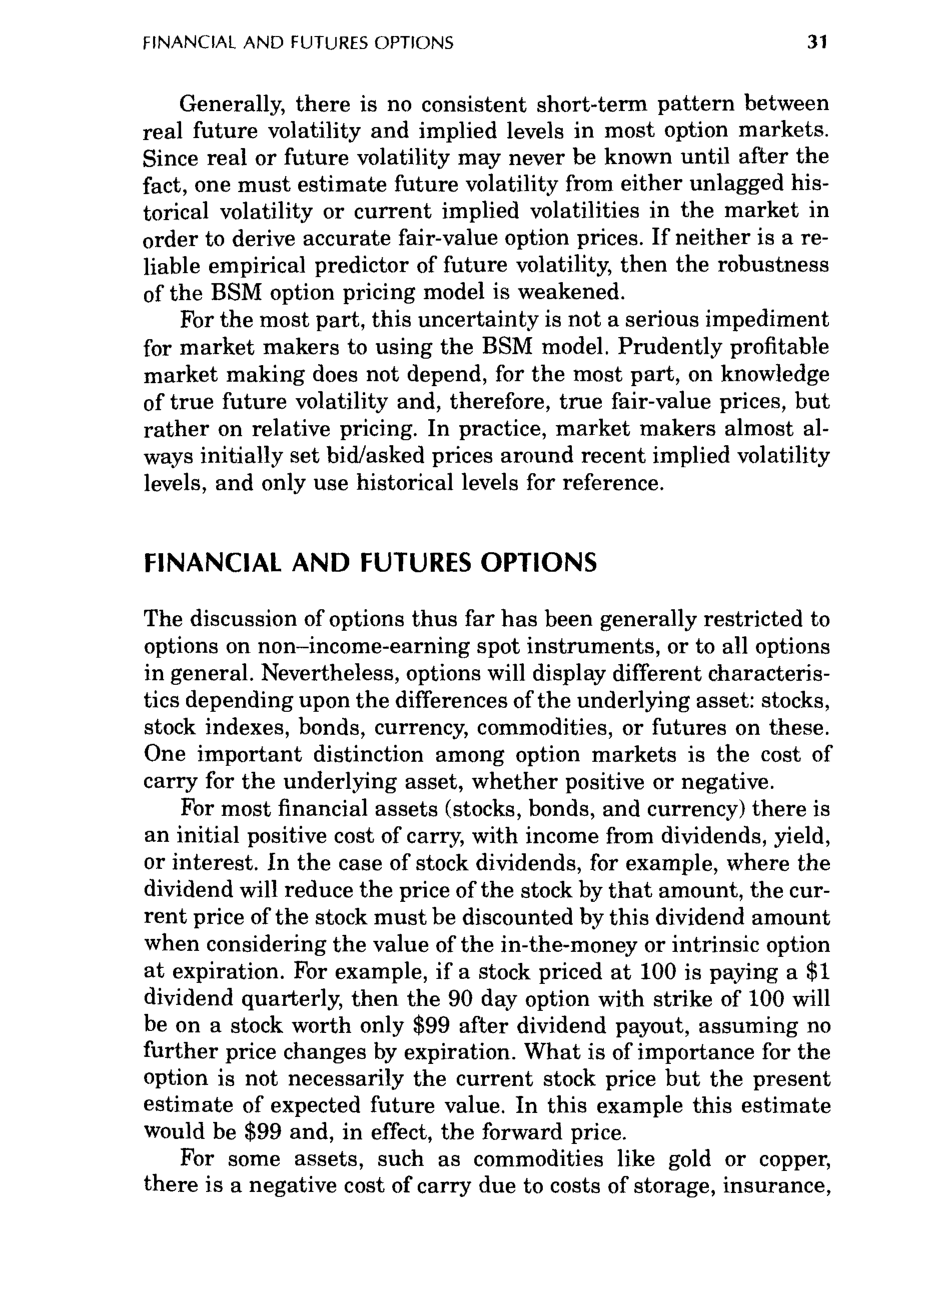 FINANCIAL AND FUTURES OPTIONS 31
Generally, there is no consistent short-term pattern between
real future volatility and implied levels in most option markets.
Since real or future volatility may never be known until after the
fact, one must estimate future volatility from either unlagged his-
torical volatility or current implied volatilities in the market in
order to derive accurate fair-value option prices. If neither is a re-
liable empirical predictor of future volatility, then the robustness
of the BSM option pricing model is weakened.
For the most part, this uncertainty is not a serious impediment
for market makers to using the BSM model. Prudently profitable
market making does not depend, for the most part, on knowledge
of true future volatility and, therefore, true fair-value prices, but
rather on relative pricing. In practice, market makers almost al-
ways initially set bid/asked prices around recent implied volatility
levels, and only use historical levels for reference.
FINANCIAL AND FUTURES OPTIONS
The discussion of options thus far has been generally restricted to
options on non–income-earning spot instruments, or to all options
in general. Nevertheless, options will display different characteris-
tics depending upon the differences of the underlying asset: stocks,
stock indexes, bonds, currency, commodities, or futures on these.
One important distinction among option markets is the cost of
carry for the underlying asset, whether positive or negative.
For most financial assets (stocks, bonds, and currency) there is
an initial positive cost of carry, with income from dividends, yield,
or interest. In the case of stock dividends, for example, where the
dividend will reduce the price of the stock by that amount, the cur-
rent price of the stock must be discounted by this dividend amount
when considering the value of the in-the-money or intrinsic option
at expiration. For example, if a stock priced at 100 is paying a $1
dividend quarterly, then the 90 day option with strike of 100 will
be on a stock worth only $99 after dividend payout, assuming no
further price changes by expiration. What is of importance for the
option is not necessarily the current stock price but the present
estimate of expected future value. In this example this estimate
would be $99 and, in effect, the forward price.
For some assets, such as commodities like gold or copper,
there is a negative cost of carry due to costs of storage, insurance,